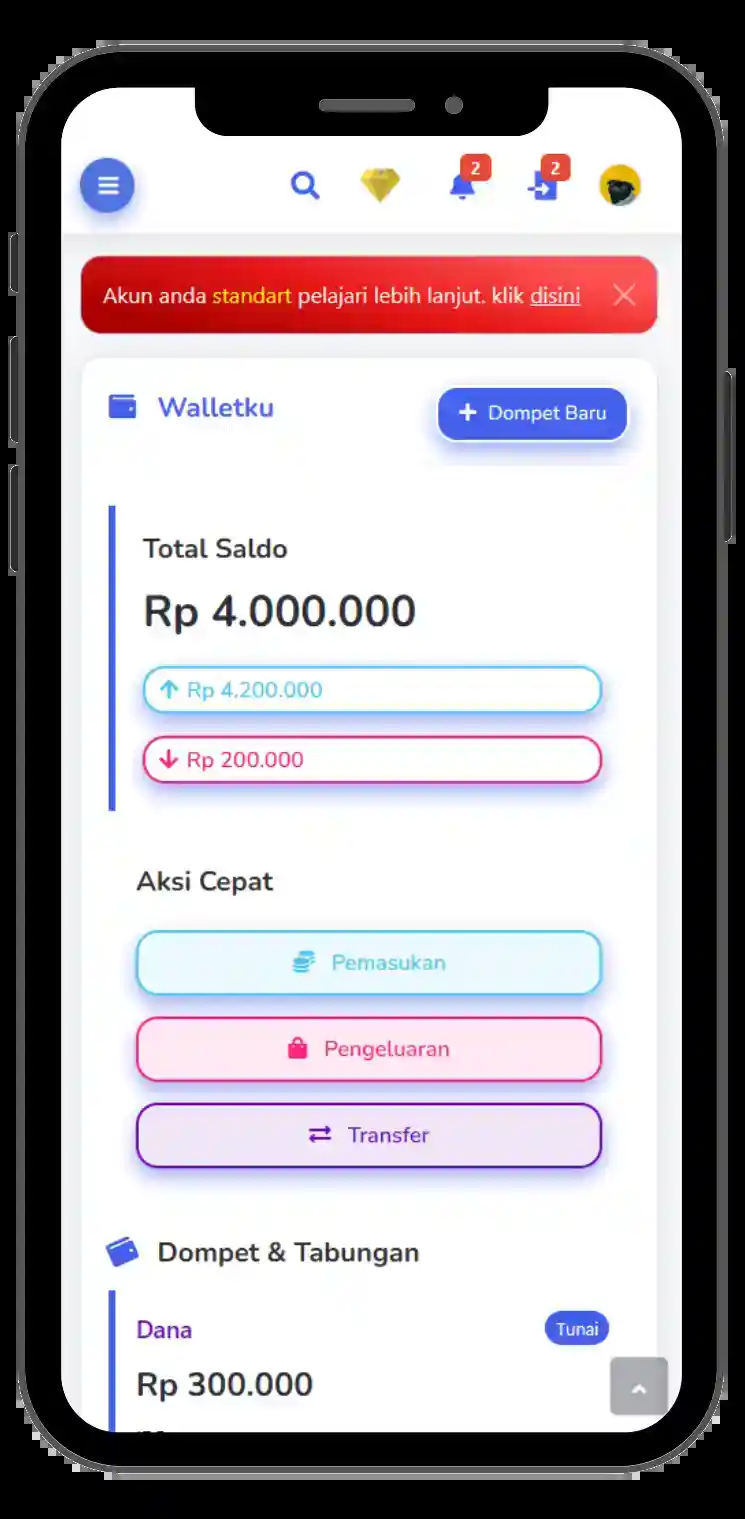 2
2
Akun anda standart pelajari lebih lanjut. klik disini
Walletku
Dompet Baru
Total Saldo
Rp 4.000.000
Rp 4.200.000
Rp 200.000
Aksi Cepat
Pemasukan
Pengeluaran
Transfer
Dompet & Tabungan
Dana
Tunai
Rp 300.000